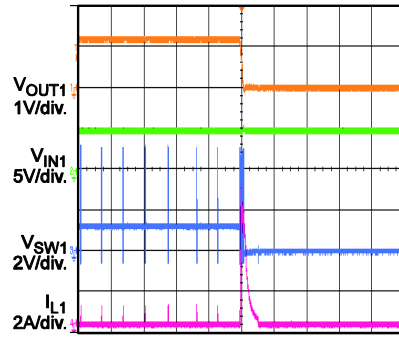 VOUT1
1V/div.
VIN1
5V/div.
VSW1
2V/div.
IL1
2A/div.